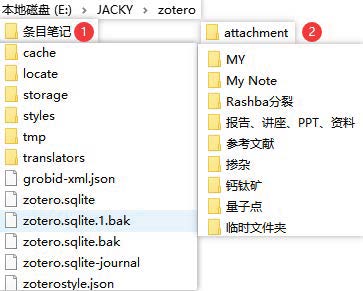 本地磁盘 (E:) > JACKY > zotero
条目笔记 1
cache
locate
storage
styles
tmp
translators
grobid-xml.json
zotero.sqlite
zotero.sqlite.1.bak
zotero.sqlite.bak
zotero.sqlite-journal
zoterostyle.json
attachment 2
MY
My Note
Rashba分裂
报告、讲座、PPT、资料
参考文献
掺杂
钙钛矿
量子点
临时文件夹